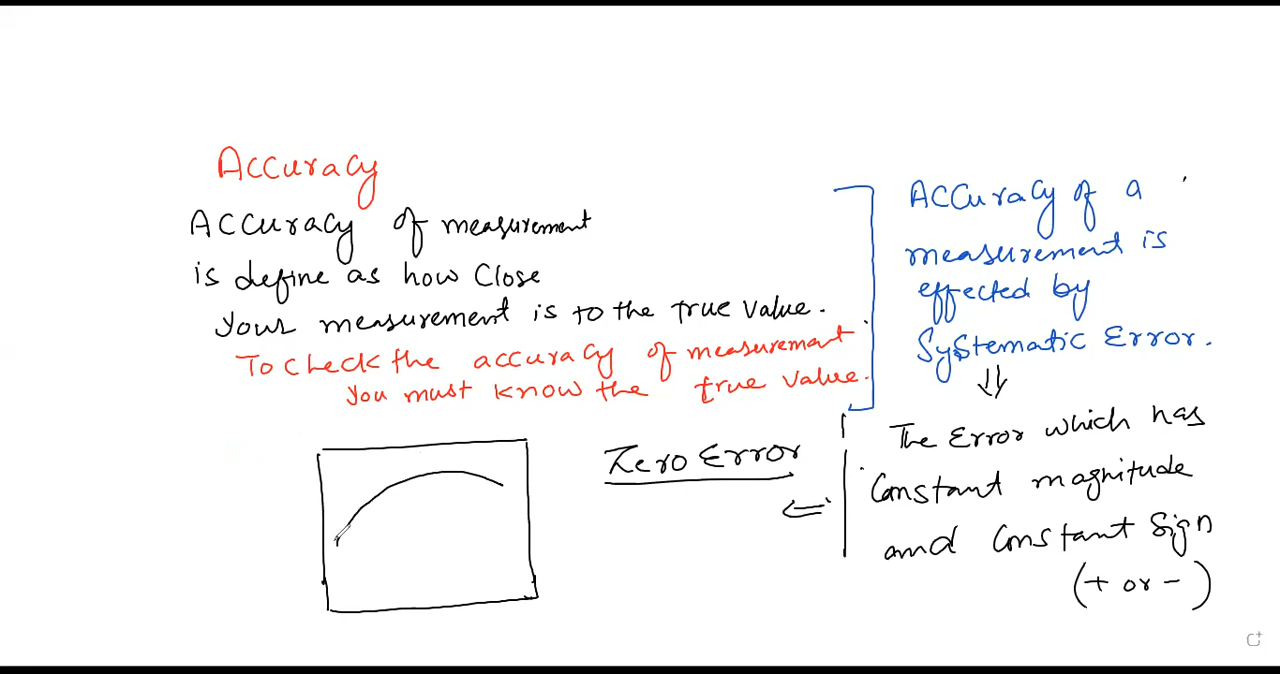 Accuracy
Accuracy of measurement
is define as how close
your measurement is to the true value.
To check the accuracy of measurement
you must know the true value.
Accuracy of a
measurement is
effected by
Systematic Error.
The Error which has
Constant magnitude
and constant sign
(+ or -)
Zero Error